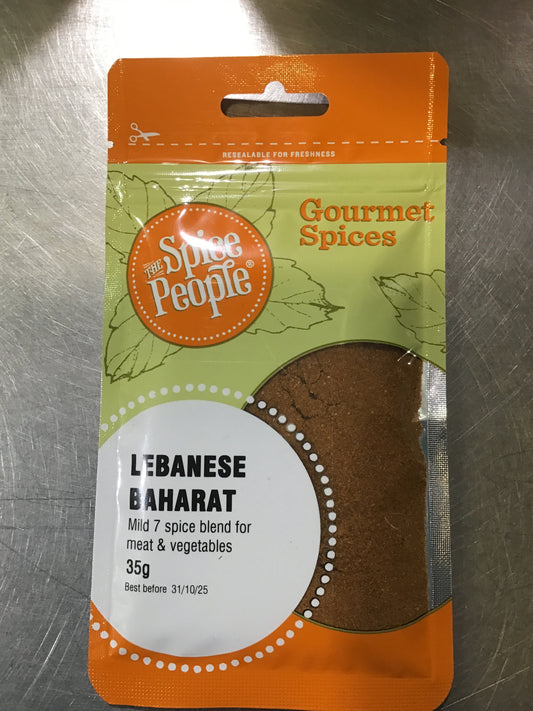 RESEALABLE FOR FRESHNESS
Gourmet
Spices
THE Spice
People®
LEBANESE
BAHARAT
Mild 7 spice blend for
meat & vegetables
35g
Best before 31/10/25